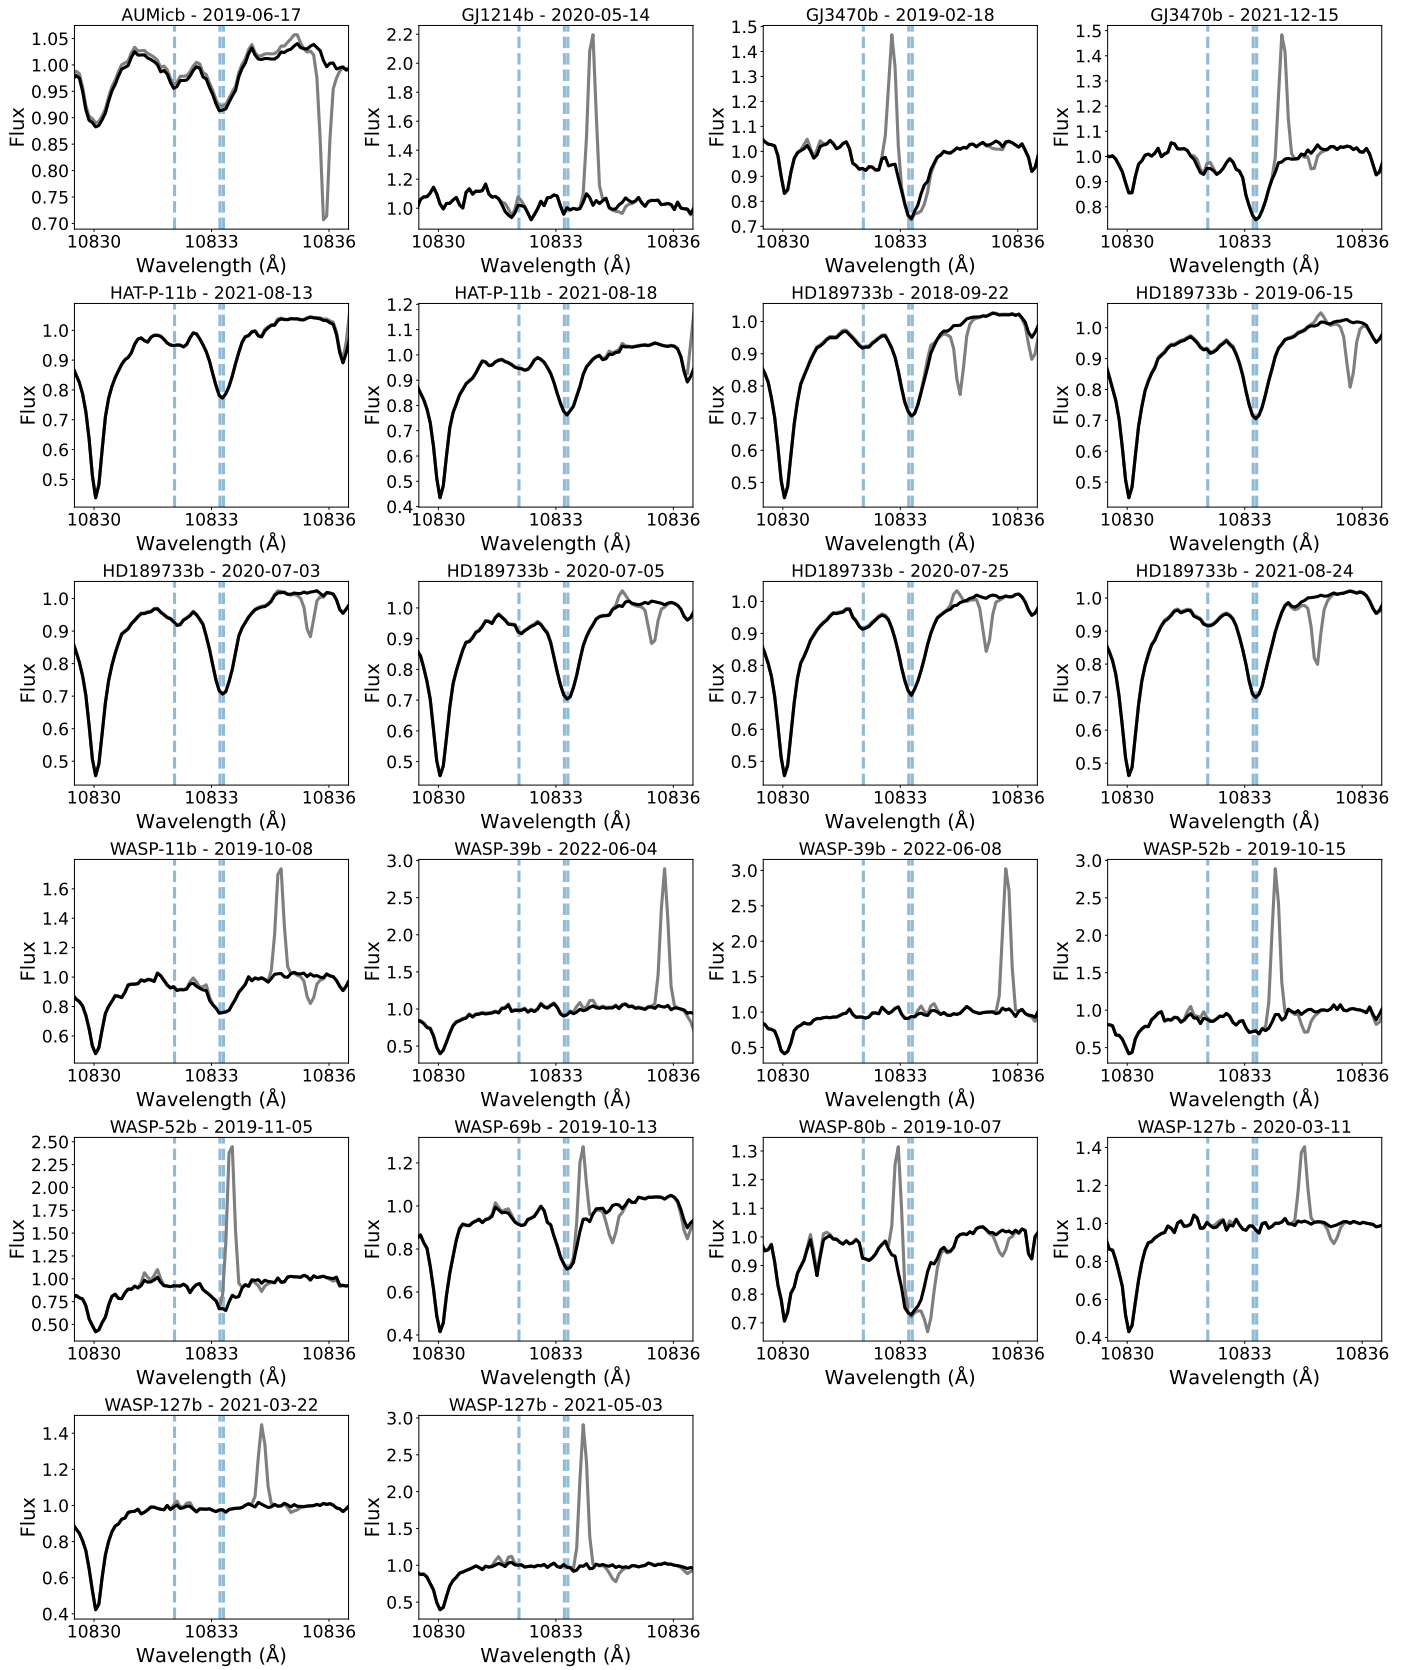 AUMicb - 2019-06-17
Flux
1.05
1.00
0.95
0.90
0.85
0.80
0.75
0.70
10830 10833 10836
Wavelength (Å)
GJ1214b - 2020-05-14
Flux
2.2
2.0
1.8
1.6
1.4
1.2
1.0
10830 10833 10836
Wavelength (Å)
GJ3470b - 2019-02-18
Flux
1.5
1.4
1.3
1.2
1.1
1.0
0.9
0.8
0.7
10830 10833 10836
Wavelength (Å)
GJ3470b - 2021-12-15
Flux
1.5
1.4
1.3
1.2
1.1
1.0
0.9
0.8
10830 10833 10836
Wavelength (Å)
HAT-P-11b - 2021-08-13
Flux
1.0
0.9
0.8
0.7
0.6
0.5
10830 10833 10836
Wavelength (Å)
HAT-P-11b - 2021-08-18
Flux
1.2
1.1
1.0
0.9
0.8
0.7
0.6
0.5
0.4
10830 10833 10836
Wavelength (Å)
HD189733b - 2018-09-22
Flux
1.0
0.9
0.8
0.7
0.6
0.5
10830 10833 10836
Wavelength (Å)
HD189733b - 2019-06-15
Flux
1.0
0.9
0.8
0.7
0.6
0.5
10830 10833 10836
Wavelength (Å)
HD189733b - 2020-07-03
Flux
1.0
0.9
0.8
0.7
0.6
0.5
10830 10833 10836
Wavelength (Å)
HD189733b - 2020-07-05
Flux
1.0
0.9
0.8
0.7
0.6
0.5
10830 10833 10836
Wavelength (Å)
HD189733b - 2020-07-25
Flux
1.0
0.9
0.8
0.7
0.6
0.5
10830 10833 10836
Wavelength (Å)
HD189733b - 2021-08-24
Flux
1.0
0.9
0.8
0.7
0.6
0.5
10830 10833 10836
Wavelength (Å)
WASP-11b - 2019-10-08
Flux
1.6
1.4
1.2
1.0
0.8
0.6
10830 10833 10836
Wavelength (Å)
WASP-39b - 2022-06-04
Flux
3.0
2.5
2.0
1.5
1.0
0.5
10830 10833 10836
Wavelength (Å)
WASP-39b - 2022-06-08
Flux
3.0
2.5
2.0
1.5
1.0
0.5
10830 10833 10836
Wavelength (Å)
WASP-52b - 2019-10-15
Flux
3.0
2.5
2.0
1.5
1.0
0.5
10830 10833 10836
Wavelength (Å)
WASP-52b - 2019-11-05
Flux
2.50
2.25
2.00
1.75
1.50
1.25
1.00
0.75
0.50
10830 10833 10836
Wavelength (Å)
WASP-69b - 2019-10-13
Flux
1.2
1.0
0.8
0.6
0.4
10830 10833 10836
Wavelength (Å)
WASP-80b - 2019-10-07
Flux
1.3
1.2
1.1
1.0
0.9
0.8
0.7
10830 10833 10836
Wavelength (Å)
WASP-127b - 2020-03-11
Flux
1.4
1.2
1.0
0.8
0.6
0.4
10830 10833 10836
Wavelength (Å)
WASP-127b - 2021-03-22
Flux
1.4
1.2
1.0
0.8
0.6
0.4
10830 10833 10836
Wavelength (Å)
WASP-127b - 2021-05-03
Flux
3.0
2.5
2.0
1.5
1.0
0.5
10830 10833 10836
Wavelength (Å)